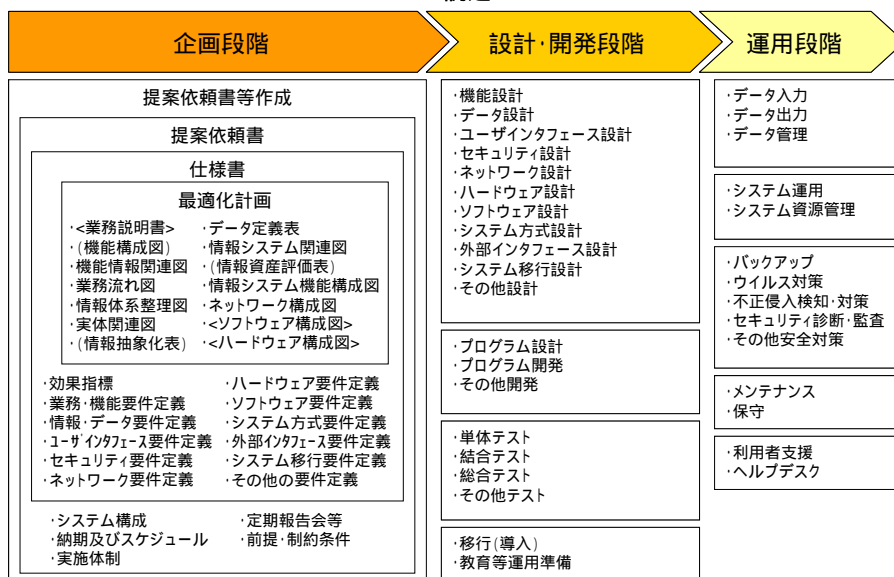 企画段階
設計・開発段階
運用段階
提案依頼書等作成
提案依頼書
仕様書
最適化計画
・<業務説明書>
・(機能構成図)
・機能情報関連図
・業務流れ図
・情報体系整理図
・実体関連図
・(情報抽象化表)
・データ定義表
・情報システム関連図
・(情報資産評価表)
・情報システム機能構成図
・ネットワーク構成図
・<ソフトウェア構成図>
・<ハードウェア構成図>
・効果指標
・業務・機能要件定義
・情報・データ要件定義
・ユーザインタフェース要件定義
・セキュリティ要件定義
・ネットワーク要件定義
・ハードウェア要件定義
・ソフトウェア要件定義
・システム方式要件定義
・外部インタフェース要件定義
・システム移行要件定義
・その他の要件定義
・システム構成
・納期及びスケジュール
・実施体制
・定期報告会等
・前提・制約条件
・機能設計
・データ設計
・ユーザインタフェース設計
・セキュリティ設計
・ネットワーク設計
・ハードウェア設計
・ソフトウェア設計
・システム方式設計
・外部インタフェース設計
・システム移行設計
・その他設計
・プログラム設計
・プログラム開発
・その他開発
・単体テスト
・結合テスト
・総合テスト
・その他テスト
・移行(導入)
・教育等運用準備
・データ入力
・データ出力
・データ管理
・システム運用
・システム資源管理
・バックアップ
・ウイルス対策
・不正侵入検知・対策
・セキュリティ診断・監査
・その他安全対策
・メンテナンス
・保守
・利用者支援
・ヘルプデスク